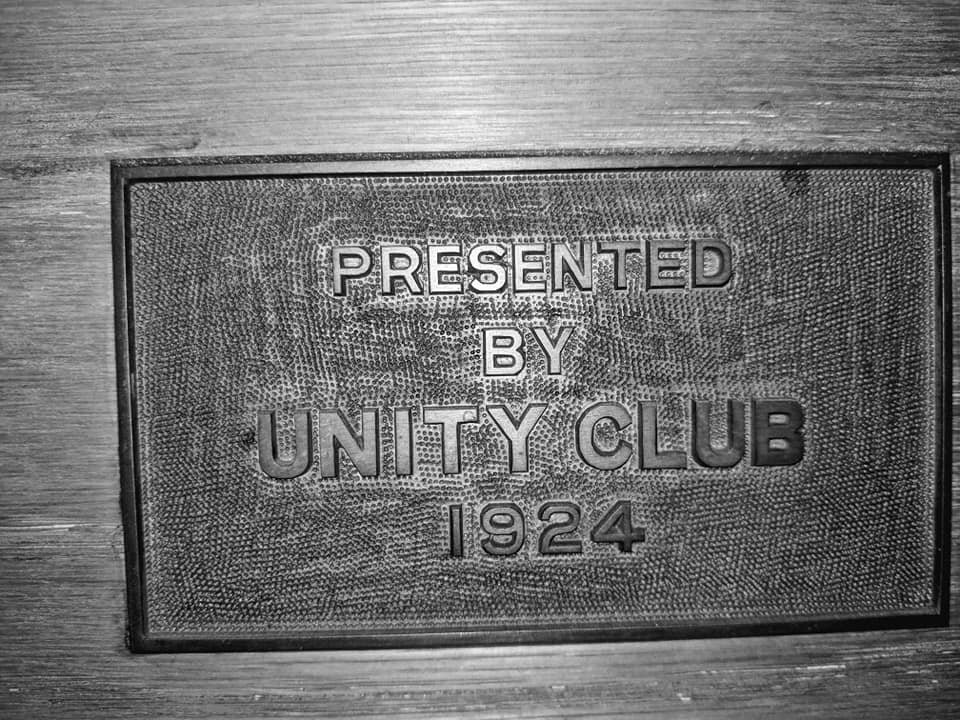 PRESENTED
BY
UNITY CLUB
1924